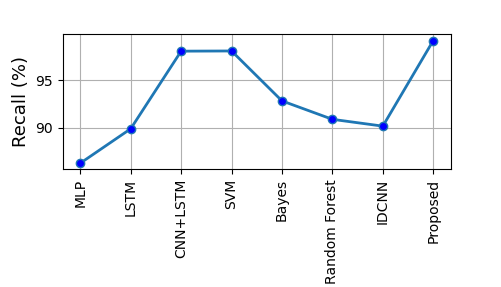 Recall (%)
95
90
MLP
LSTM
CNN+LSTM
SVM
Bayes
Random Forest
IDCNN
Proposed